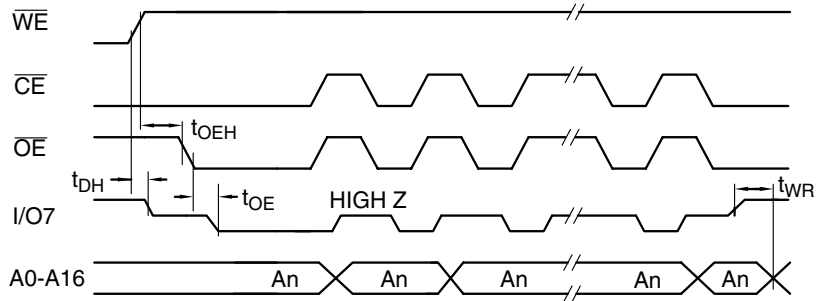 WE
CE
tOEH
OE
tDH
tOE
HIGH Z
tWR
I/O7
A0-A16 An An An An An